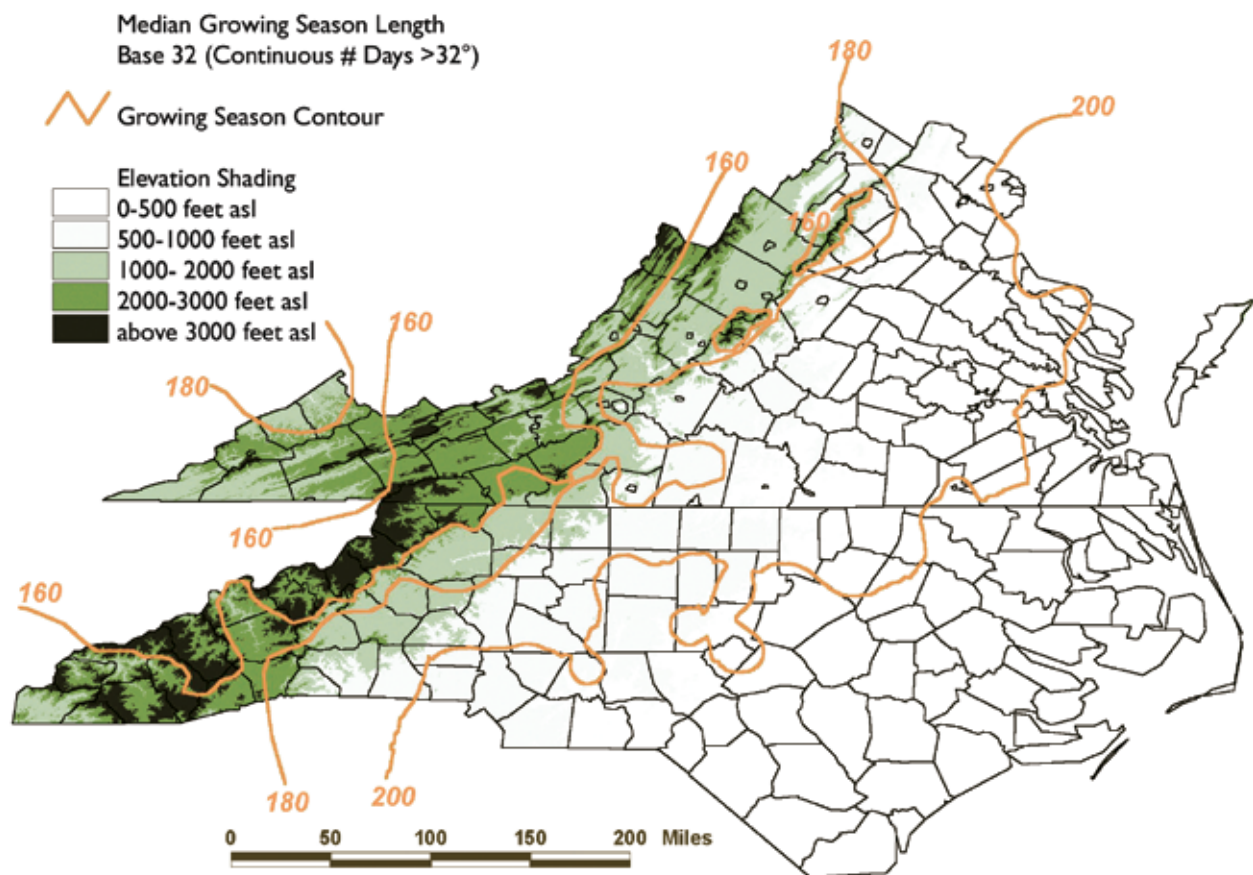 Median Growing Season Length
Base 32 (Continuous # Days >32°)
Growing Season Contour
Elevation Shading
0-500 feet asl
500-1000 feet asl
1000- 2000 feet asl
2000-3000 feet asl
above 3000 feet asl
180
200
160
160
160
180
160
160
200
180
200
0 50 100 150 200 Miles